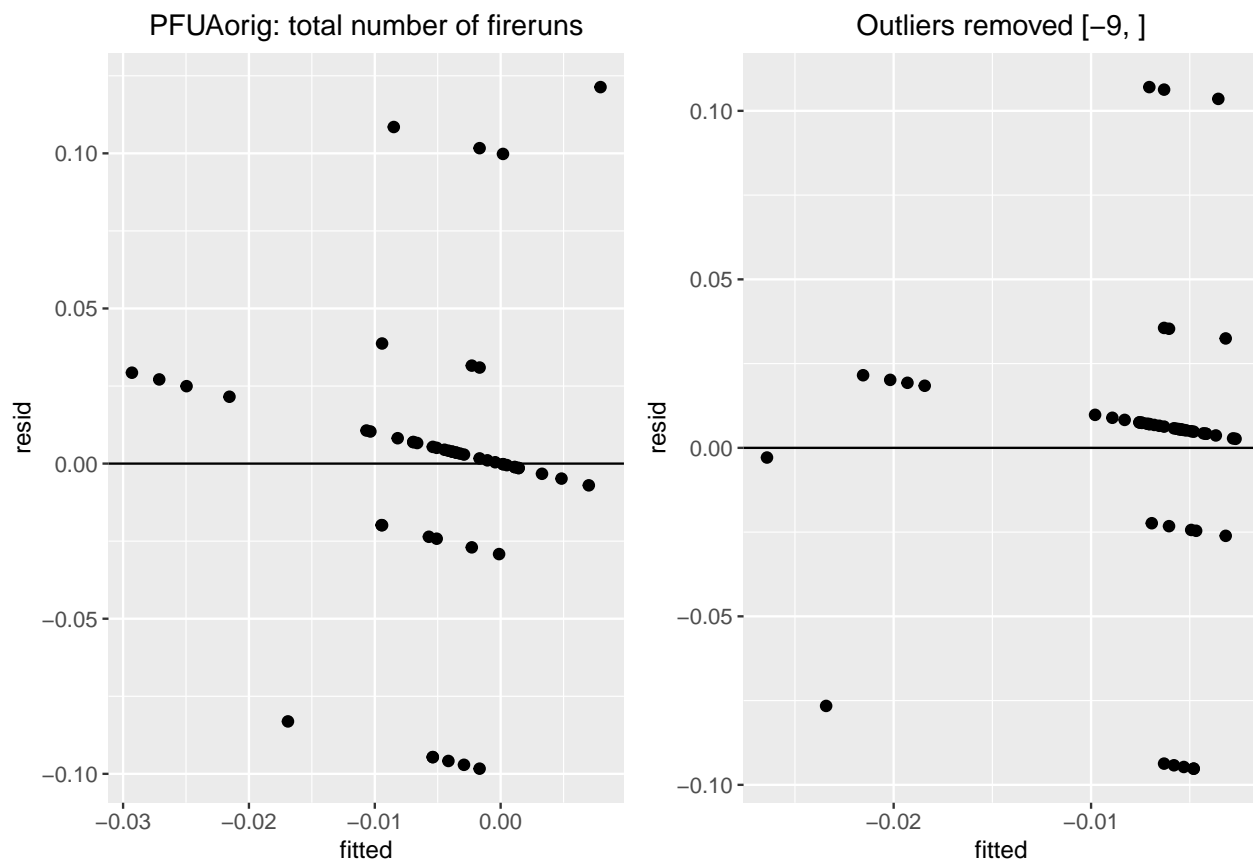 PFUAorig: total number of fireruns
0.10
0.05
0.00
−0.05
−0.10
resid
−0.03
−0.02
−0.01
0.00
fitted
Outliers removed [−9, ]
0.10
0.05
0.00
−0.05
−0.10
resid
−0.02
−0.01
fitted